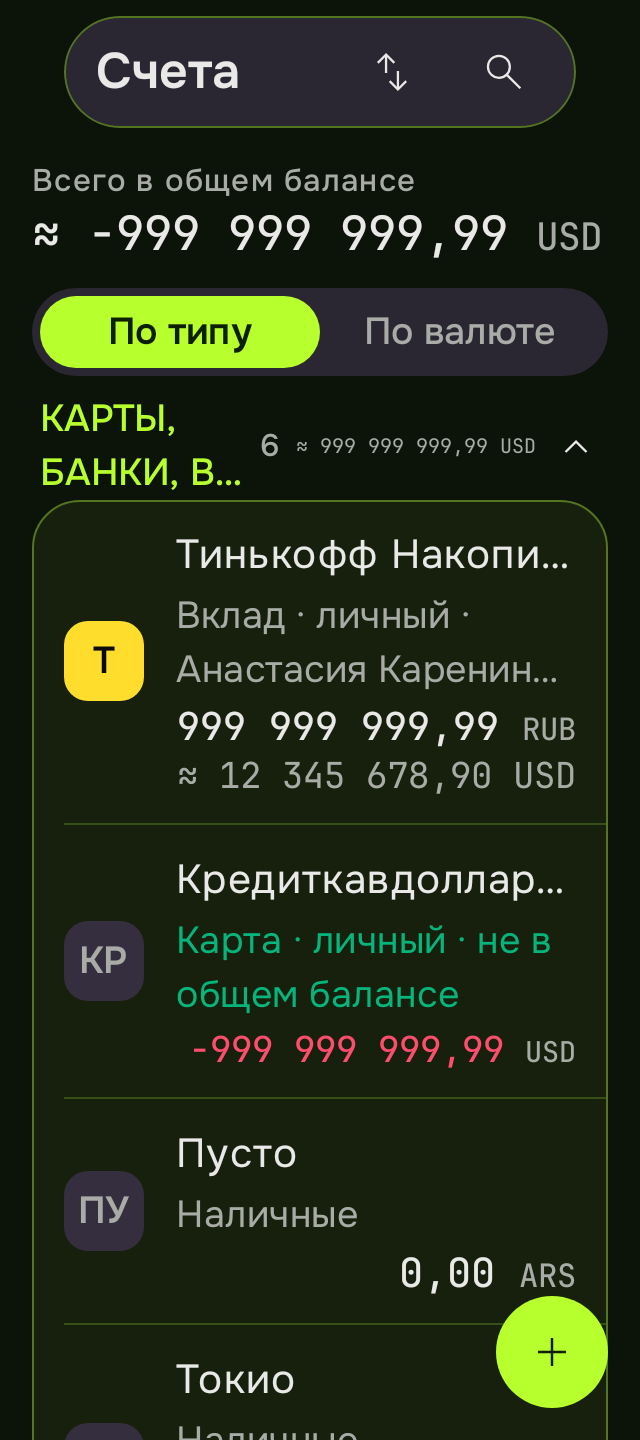 Счета
Всего в общем балансе
≈ -999 999 999,99 USD
По типу По валюте
КАРТЫ,
БАНКИ, В... 6 ≈ 999 999 999,99 USD
Тинькофф Накопи...
Вклад · личный ·
Анастасия Каренин...
Т
999 999 999,99 RUB
≈ 12 345 678,90 USD
Кредиткавдоллар...
КР
Карта · личный · не в
общем балансе
-999 999 999,99 USD
Пусто
ПУ
Наличные
0,00 ARS
Токио
Наличные